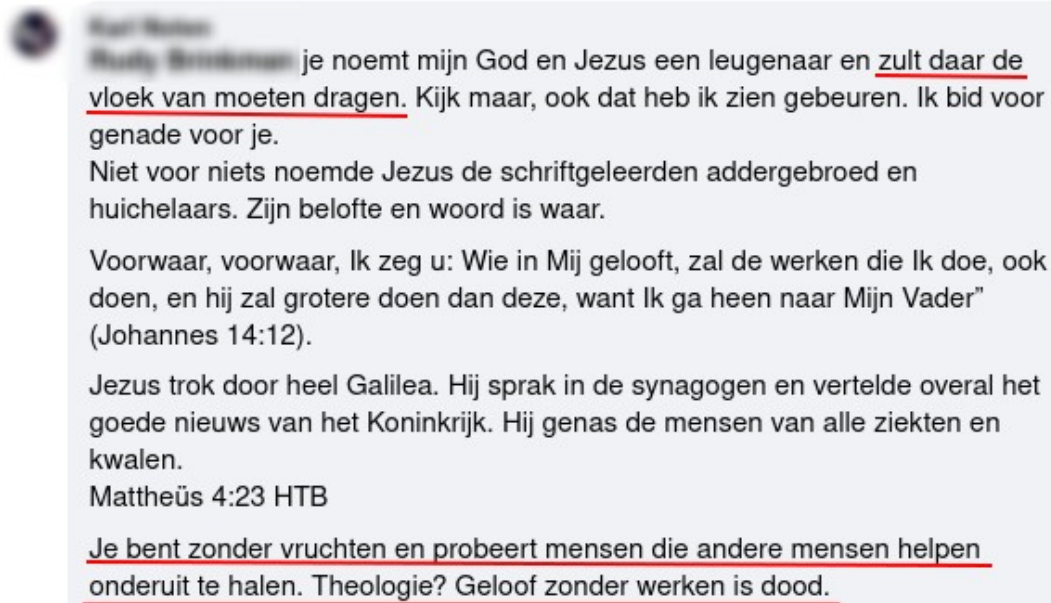 je noemt mijn God en Jezus een leugenaar en zult daar de
vloek van moeten dragen. Kijk maar, ook dat heb ik zien gebeuren. Ik bid voor
genade voor je.
Niet voor niets noemde Jezus de schriftgeleerden addergebroed en
huichelaars. Zijn belofte en woord is waar.
Voorwaar, voorwaar, Ik zeg u: Wie in Mij gelooft, zal de werken die Ik doe, ook
doen, en hij zal grotere doen dan deze, want Ik ga heen naar Mijn Vader”
(Johannes 14:12).
Jezus trok door heel Galilea. Hij sprak in de synagogen en vertelde overal het
goede nieuws van het Koninkrijk. Hij genas de mensen van alle ziekten en
kwalen.
Mattheüs 4:23 HTB
Je bent zonder vruchten en probeert mensen die andere mensen helpen
onderuit te halen. Theologie? Geloof zonder werken is dood.